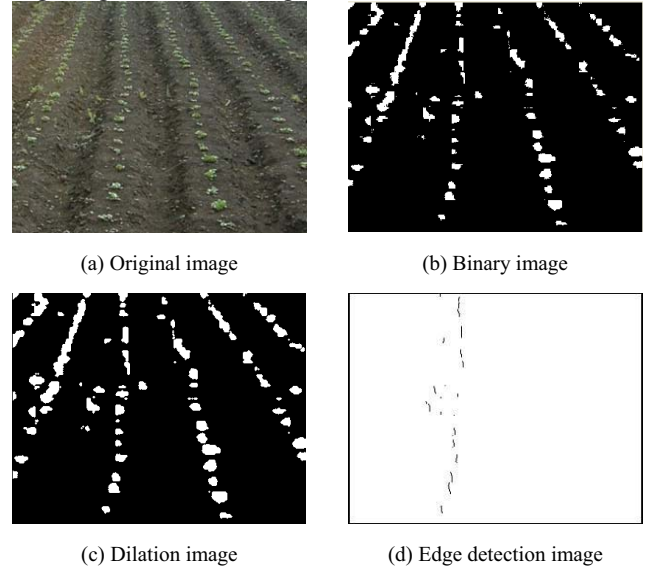 (a) Original image
(b) Binary image
(c) Dilation image
(d) Edge detection image